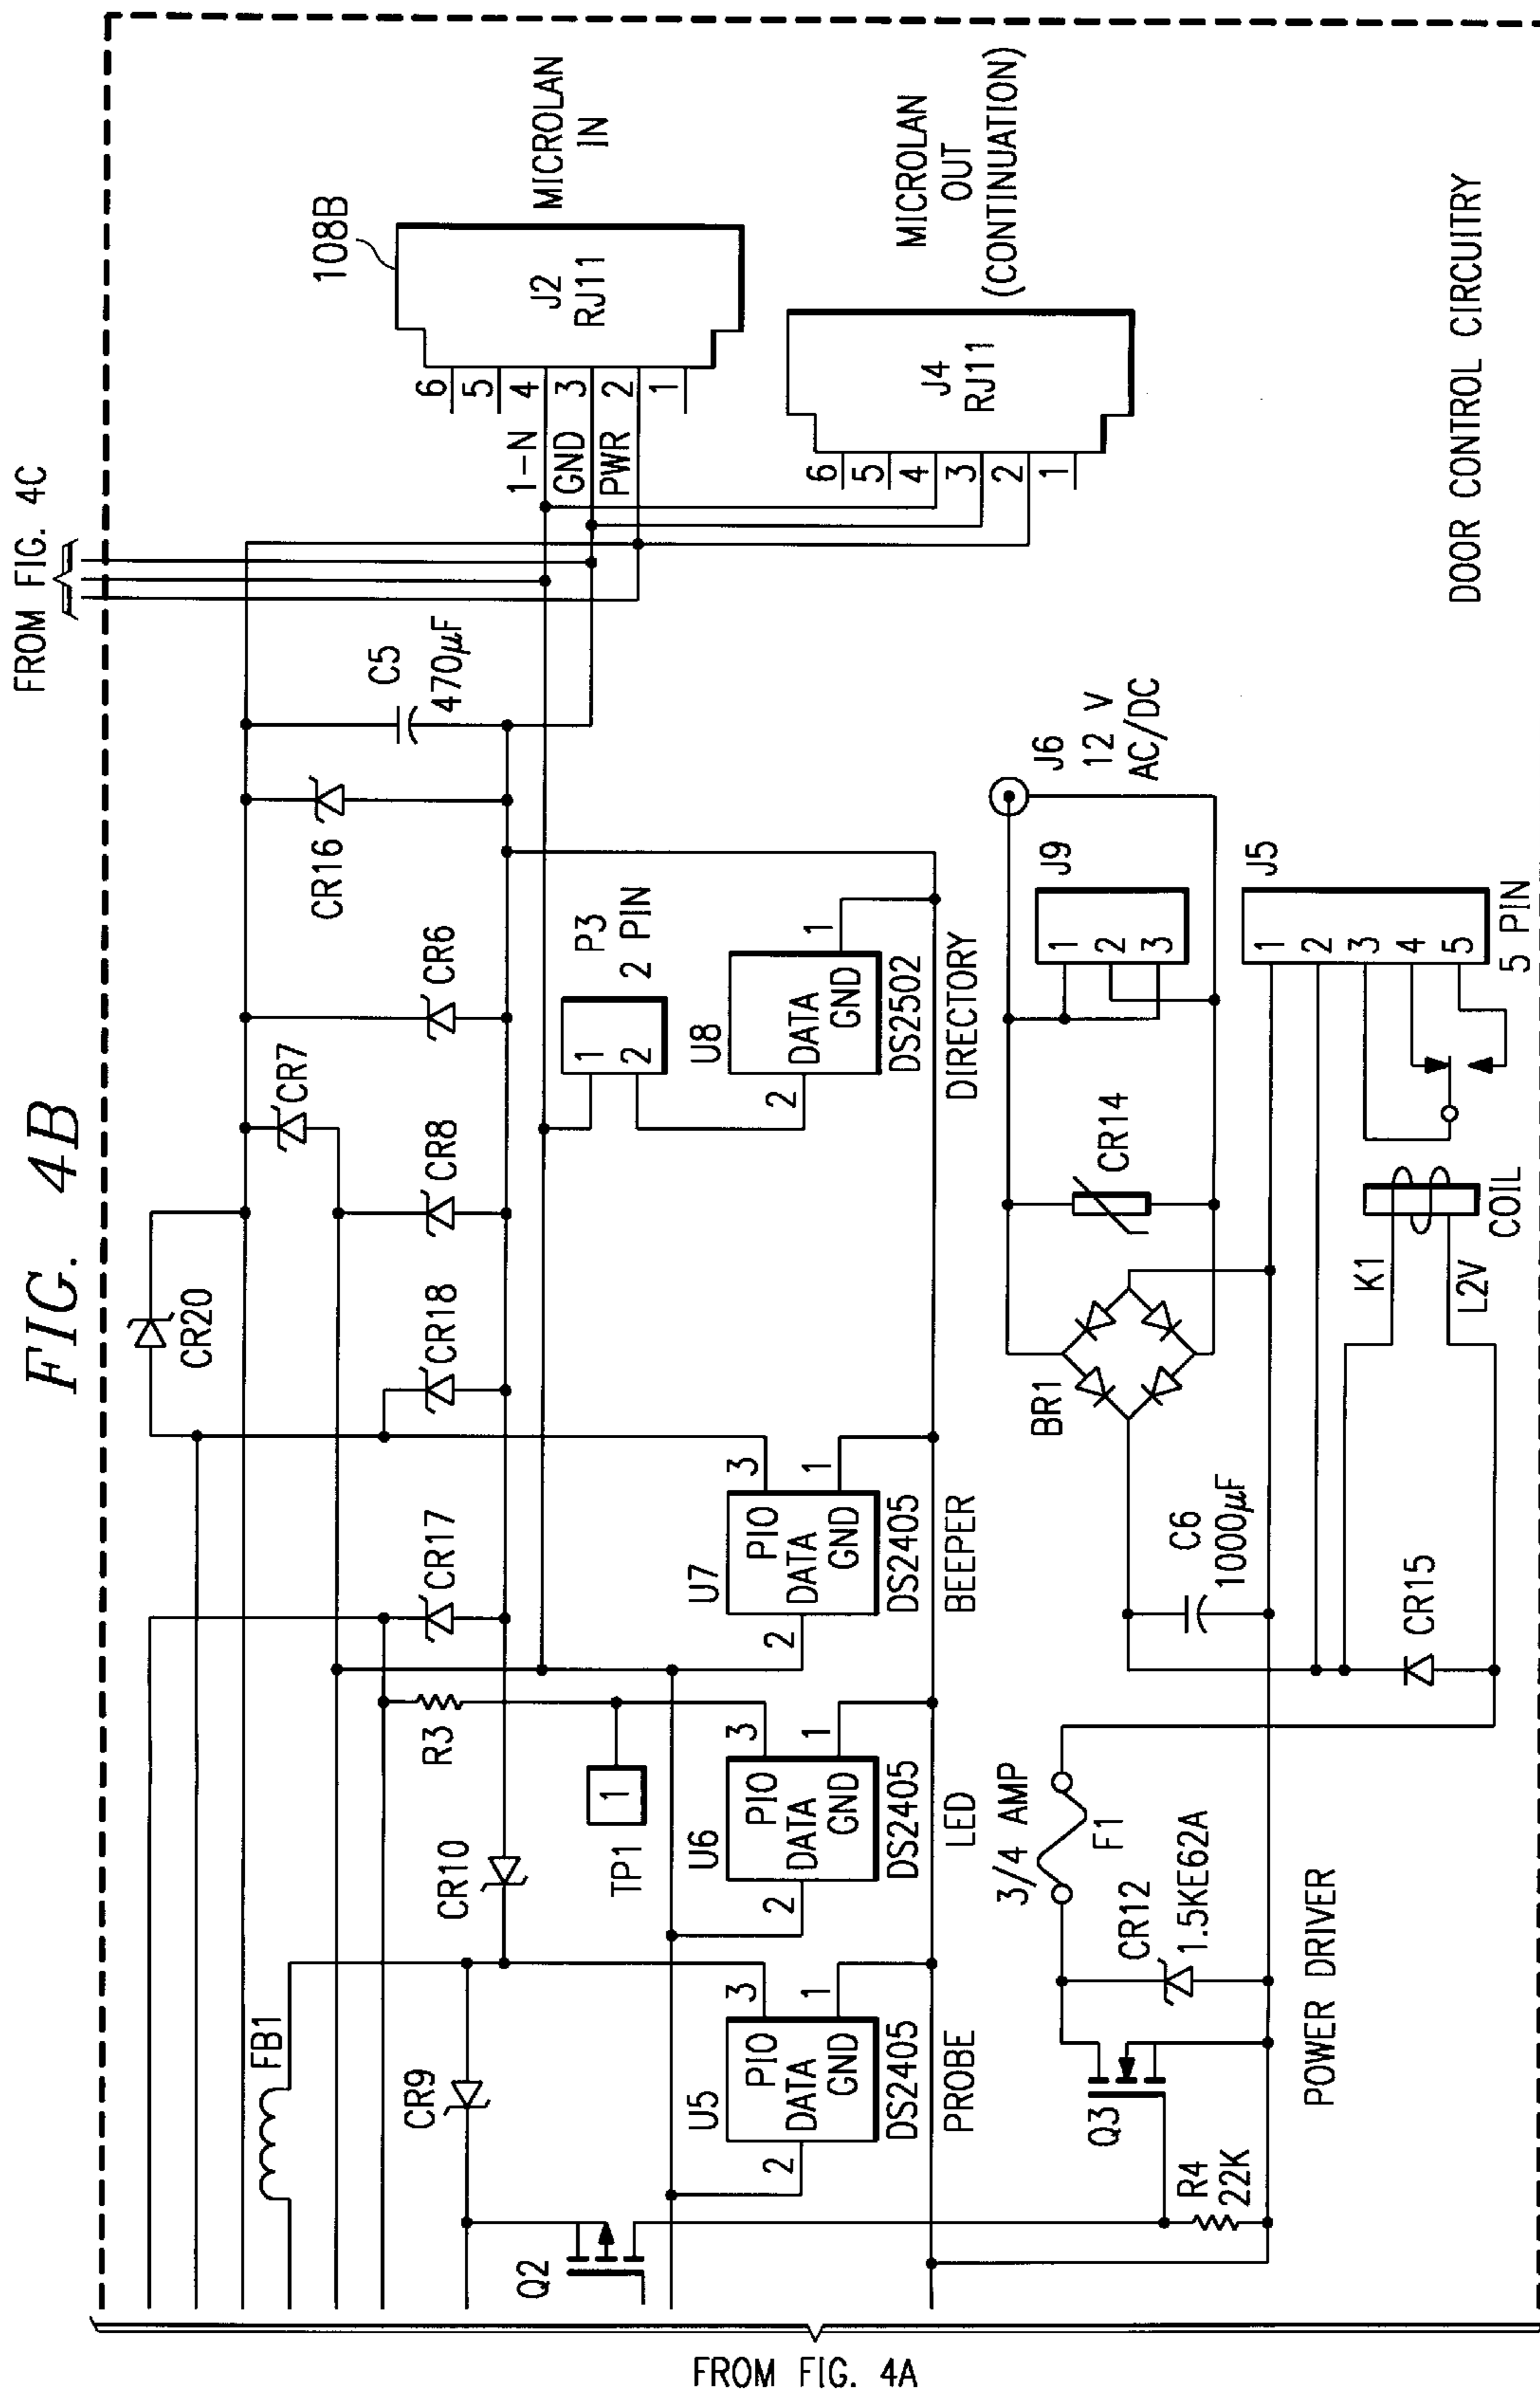 FIG. 4B
FROM FIG. 4C
FROM FIG. 4A
108B
MICROLAN
IN
J2
RJ11
6
5
4
3
2
1
1-N
GND
PWR
MICROLAN
OUT
(CONTINUATION)
J4
RJ11
6
5
4
3
2
1
C5
470µF
CR16
CR6
CR7
CR8
CR20
CR18
CR17
CR10
CR9
FB1
R3
TP1
1
P3
2 PIN
1
2
U8
DATA
GND
2
1
DS2502
DIRECTORY
U7
PIO
DATA
GND
3
2
1
DS2405
BEEPER
U6
PIO
DATA
GND
3
2
1
DS2405
LED
U5
PIO
DATA
GND
3
2
1
DS2405
PROBE
Q2
J6
12 V
AC/DC
J9
1
2
3
J5
1
2
3
4
5
5 PIN
CR14
BR1
K1
L2V
COIL
C6
1000µF
CR15
3/4 AMP
F1
CR12
1.5KE62A
Q3
R4
22K
POWER DRIVER
DOOR CONTROL CIRCUITRY